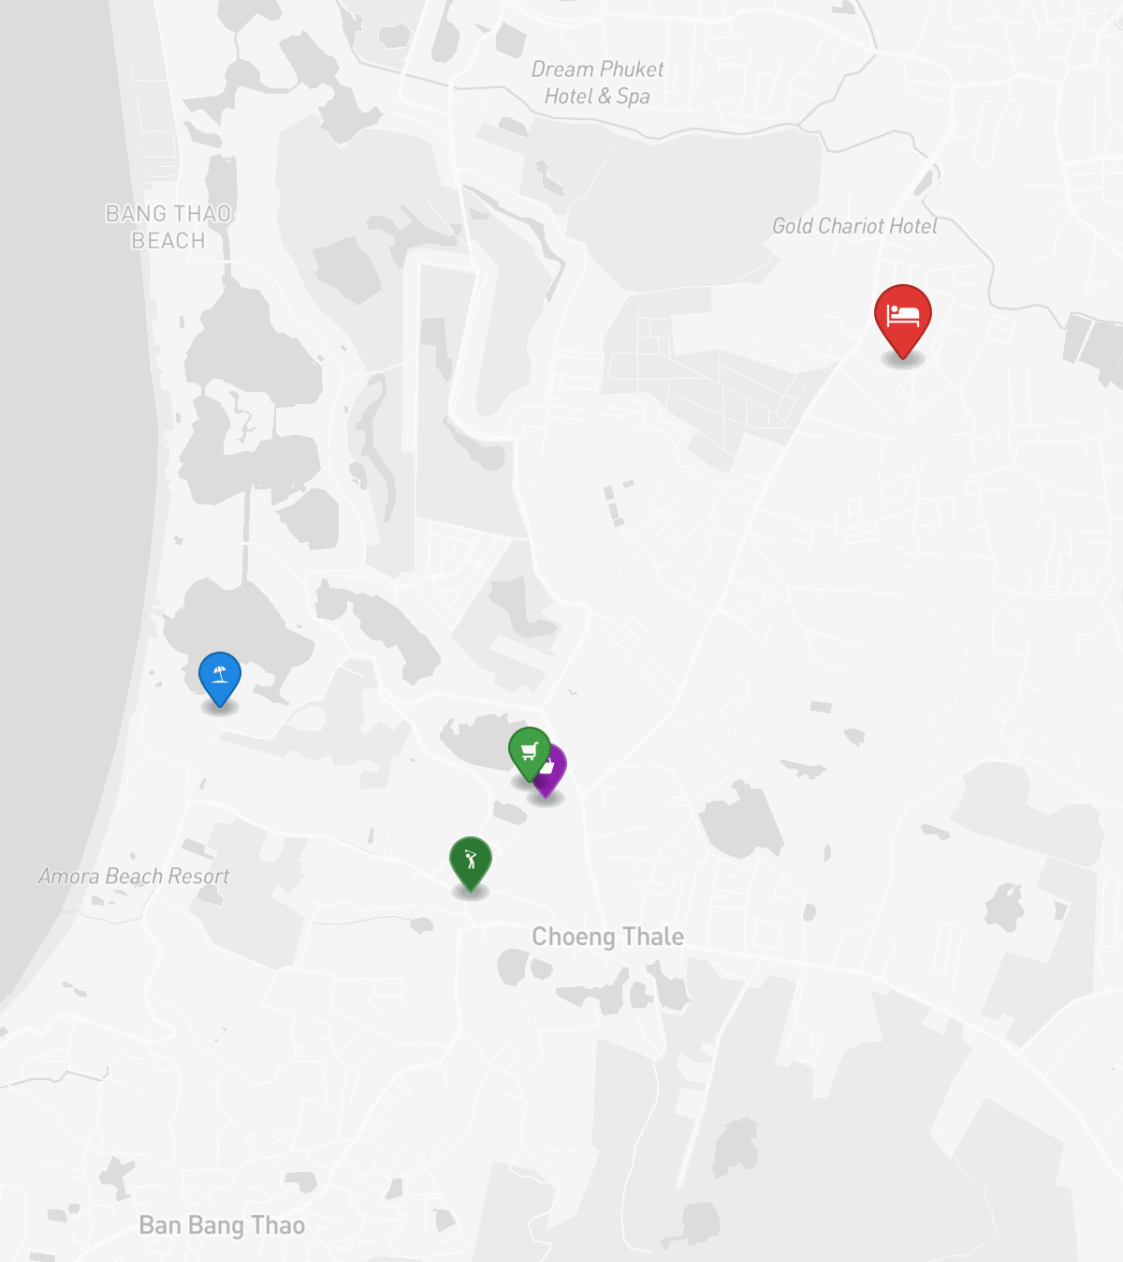 Dream Phuket
Hotel & Spa
BANG THAO
BEACH
Gold Chariot Hotel
Amora Beach Resort
Choeng Thale
Ban Bang Thao